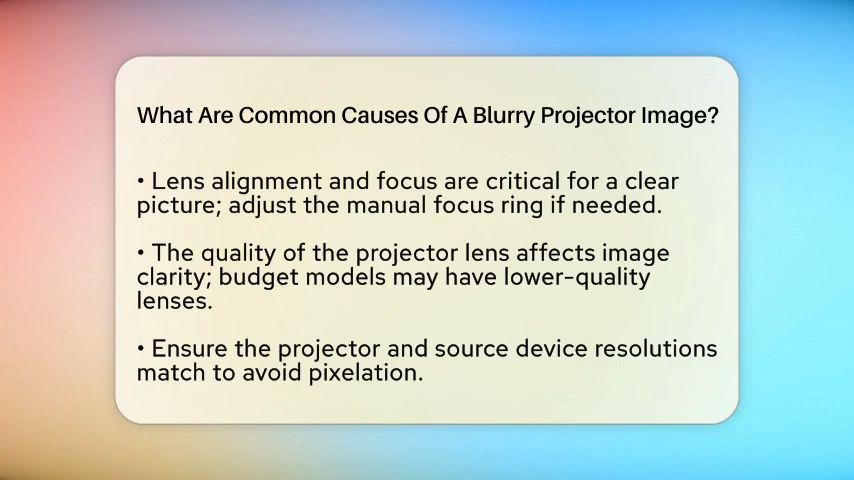 What Are Common Causes Of A Blurry Projector Image?
• Lens alignment and focus are critical for a clear
picture; adjust the manual focus ring if needed.
• The quality of the projector lens affects image
clarity; budget models may have lower-quality
lenses.
• Ensure the projector and source device resolutions
match to avoid pixelation.